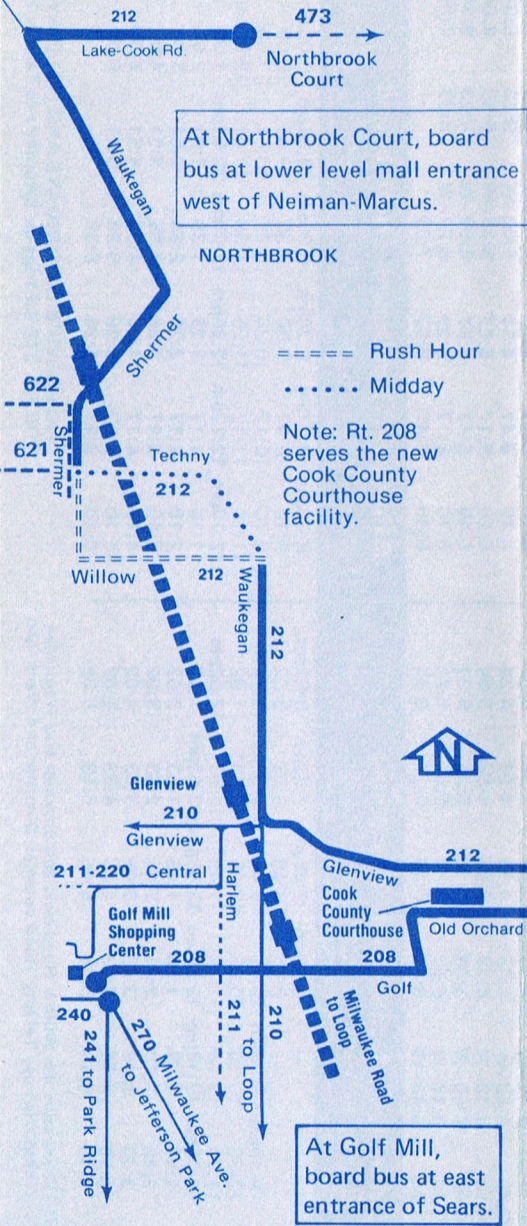 212
473
Lake-Cook Rd.
Northbrook
Court
At Northbrook Court, board
bus at lower level mall entrance
west of Neiman-Marcus.
Waukegan
NORTHBROOK
Shermer
==== Rush Hour
...... Midday
622
621
Shermer
Techny
212
Note: Rt. 208
serves the new
Cook County
Courthouse
facility.
Willow
212
Waukegan
212
N
Glenview
210
Glenview
211-220 Central
Harlem
Glenview
212
Cook
County
Courthouse
Old Orchard
Golf Mill
Shopping
Center
208
208
Golf
240
241 to Park Ridge
270 Milwaukee Ave.
to Jefferson Park
211
210
to Loop
Milwaukee Road
to Loop
At Golf Mill,
board bus at east
entrance of Sears.